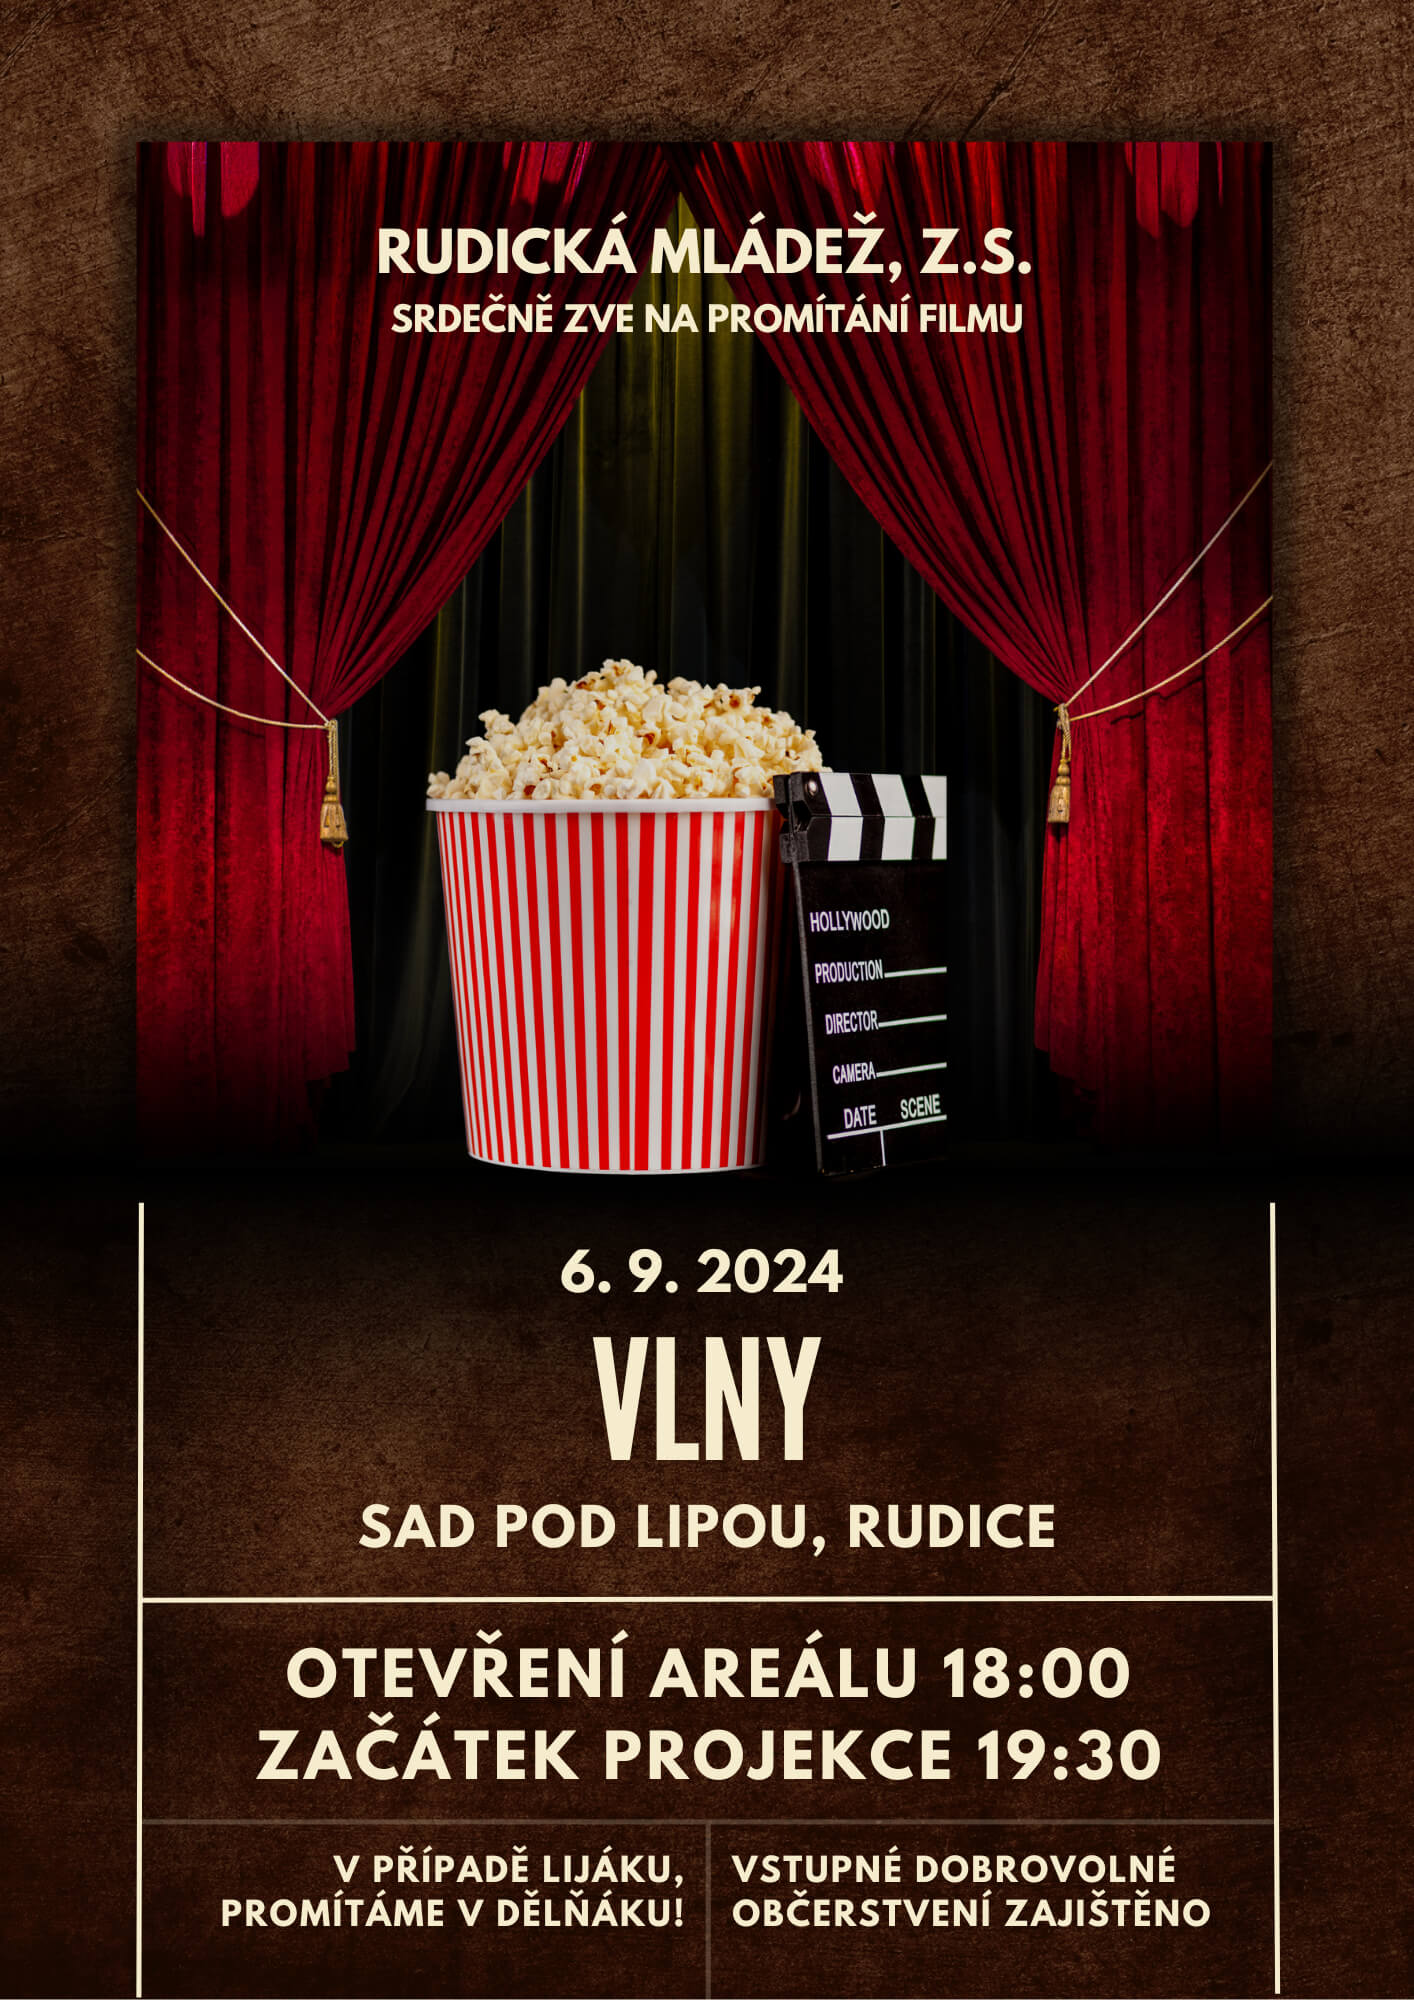 RUDICKÁ MLÁDEŽ, Z.S.
SRDEČNĚ ZVE NA PROMÍTÁNÍ FILMU
HOLLYWOOD
PRODUCTION
DIRECTOR
CAMERA
DATE SCENE
6. 9. 2024
VLNY
SAD POD LIPOU, RUDICE
OTEVŘENÍ AREÁLU 18:00
ZAČÁTEK PROJEKCE 19:30
V PŘÍPADĚ LIJÁKU,
PROMÍTÁME V DĚLŇÁKU!
VSTUPNÉ DOBROVOLNÉ
OBČERSTVENÍ ZAJIŠTĚNO